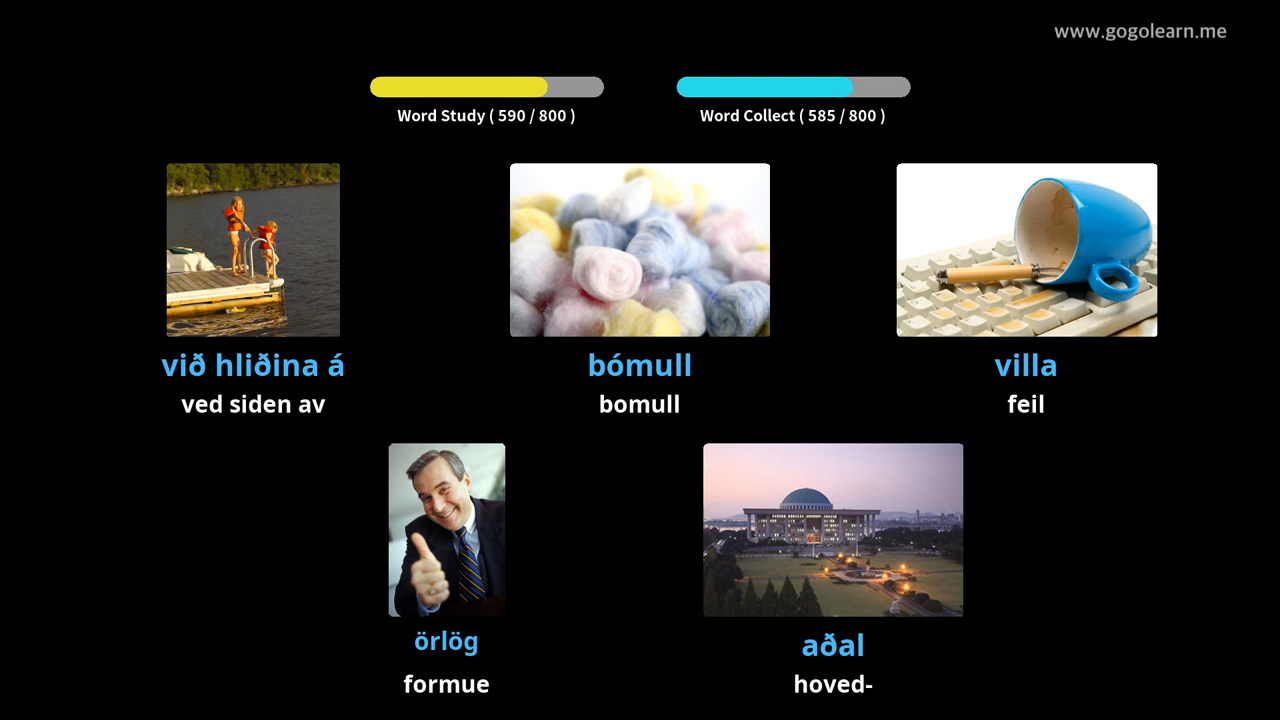 www.gogolearn.me
Word Study ( 590 / 800 )
Word Collect ( 585 / 800 )
við hliðina á
ved siden av
bómull
bomull
villa
feil
örlög
formue
aðal
hoved-